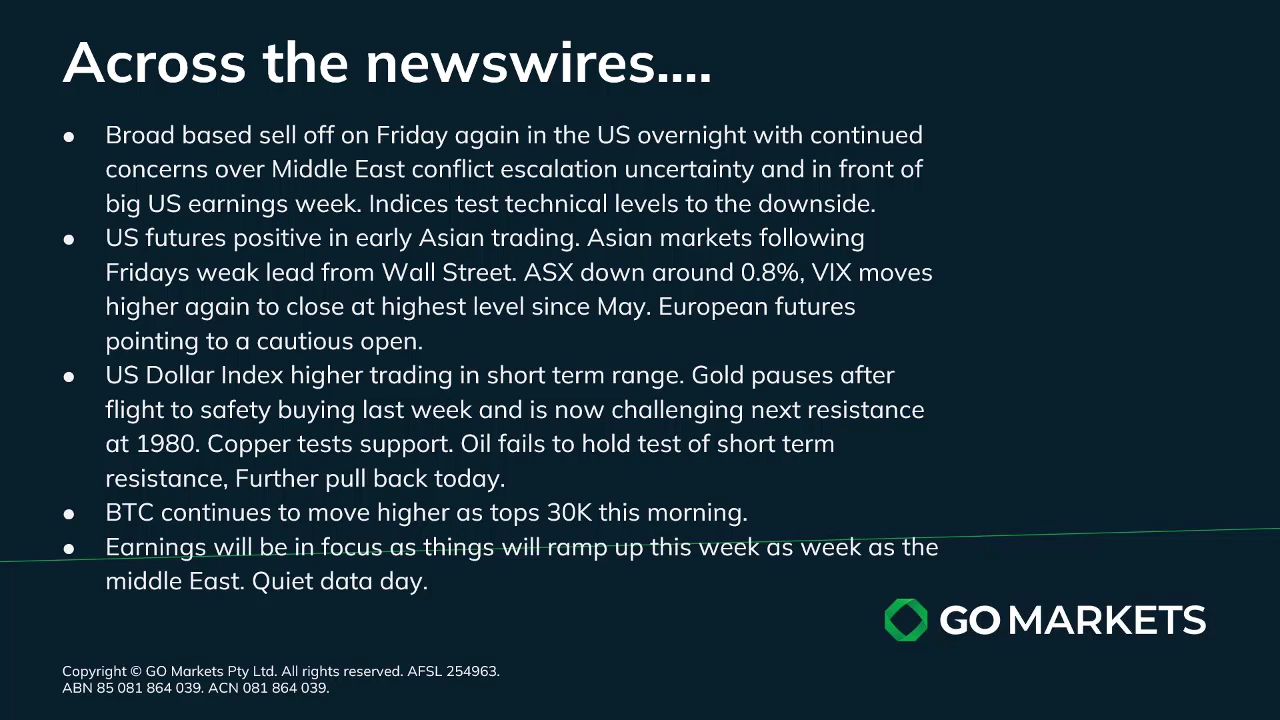 Across the newswires....
● Broad based sell off on Friday again in the US overnight with continued
concerns over Middle East conflict escalation uncertainty and in front of
big US earnings week. Indices test technical levels to the downside.
● US futures positive in early Asian trading. Asian markets following
Fridays weak lead from Wall Street. ASX down around 0.8%, VIX moves
higher again to close at highest level since May. European futures
pointing to a cautious open.
● US Dollar Index higher trading in short term range. Gold pauses after
flight to safety buying last week and is now challenging next resistance
at 1980. Copper tests support. Oil fails to hold test of short term
resistance, Further pull back today.
● BTC continues to move higher as tops 30K this morning.
● Earnings will be in focus as things will ramp up this week as week as the
middle East. Quiet data day.
GO MARKETS
Copyright © GO Markets Pty Ltd. All rights reserved. AFSL 254963.
ABN 85 081 864 039. ACN 081 864 039.